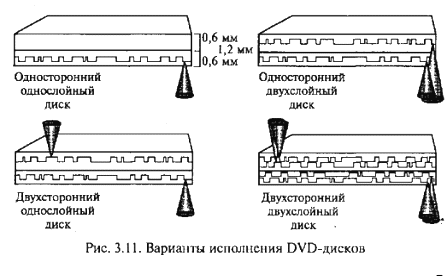 0,6 мм
1,2 мм
0,6 мм
Односторонний
однослойный
диск
Односторонний
двухслойный
диск
Двухсторонний
однослойный
диск
Двухсторонний
двухслойный
диск
Рис. 3.11. Варианты исполнения DVD-дисков